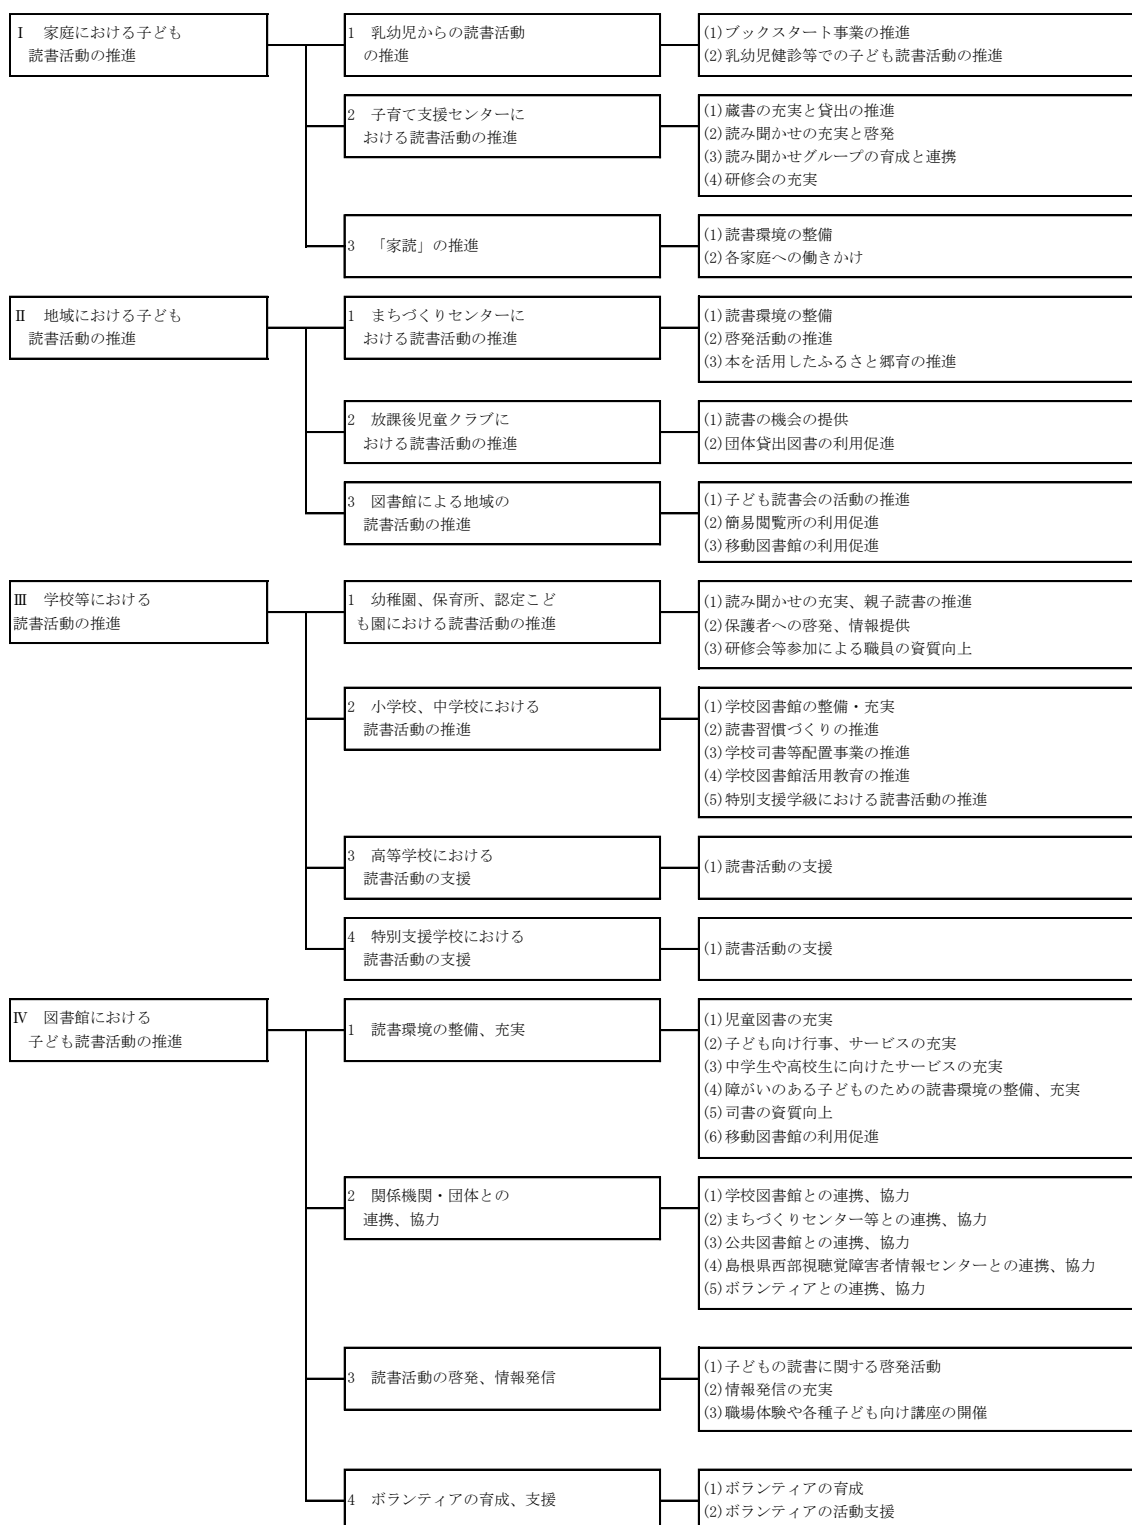 Ⅰ　家庭における子ども
読書活動の推進
1　乳幼児からの読書活動
の推進
(1)ブックスタート事業の推進
(2)乳幼児健診等での子ども読書活動の推進
2　子育て支援センターに
おける読書活動の推進
(1)蔵書の充実と貸出の推進
(2)読み聞かせの充実と啓発
(3)読み聞かせグループの育成と連携
(4)研修会の充実
3　「家読」の推進
(1)読書環境の整備
(2)各家庭への働きかけ
Ⅱ　地域における子ども
読書活動の推進
1　まちづくりセンターに
おける読書活動の推進
(1)読書環境の整備
(2)啓発活動の推進
(3)本を活用したふるさと郷育の推進
2　放課後児童クラブに
おける読書活動の推進
(1)読書の機会の提供
(2)団体貸出図書の利用促進
3　図書館による地域の
読書活動の推進
(1)子ども読書会の活動の推進
(2)簡易閲覧所の利用促進
(3)移動図書館の利用促進
Ⅲ　学校等における
読書活動の推進
1　幼稚園、保育所、認定こど
も園における読書活動の推進
(1)読み聞かせの充実、親子読書の推進
(2)保護者への啓発、情報提供
(3)研修会等参加による職員の資質向上
2　小学校、中学校における
読書活動の推進
(1)学校図書館の整備・充実
(2)読書習慣づくりの推進
(3)学校司書等配置事業の推進
(4)学校図書館活用教育の推進
(5)特別支援学級における読書活動の推進
3　高等学校における
読書活動の支援
(1)読書活動の支援
4　特別支援学校における
読書活動の支援
(1)読書活動の支援
Ⅳ　図書館における
子ども読書活動の推進
1　読書環境の整備、充実
(1)児童図書の充実
(2)子ども向け行事、サービスの充実
(3)中学生や高校生に向けたサービスの充実
(4)障がいのある子どものための読書環境の整備、充実
(5)司書の資質向上
(6)移動図書館の利用促進
2　関係機関・団体との
連携、協力
(1)学校図書館との連携、協力
(2)まちづくりセンター等との連携、協力
(3)公共図書館との連携、協力
(4)島根県西部視聴覚障害者情報センターとの連携、協力
(5)ボランティアとの連携、協力
3　読書活動の啓発、情報発信
(1)子どもの読書に関する啓発活動
(2)情報発信の充実
(3)職場体験や各種子ども向け講座の開催
4　ボランティアの育成、支援
(1)ボランティアの育成
(2)ボランティアの活動支援